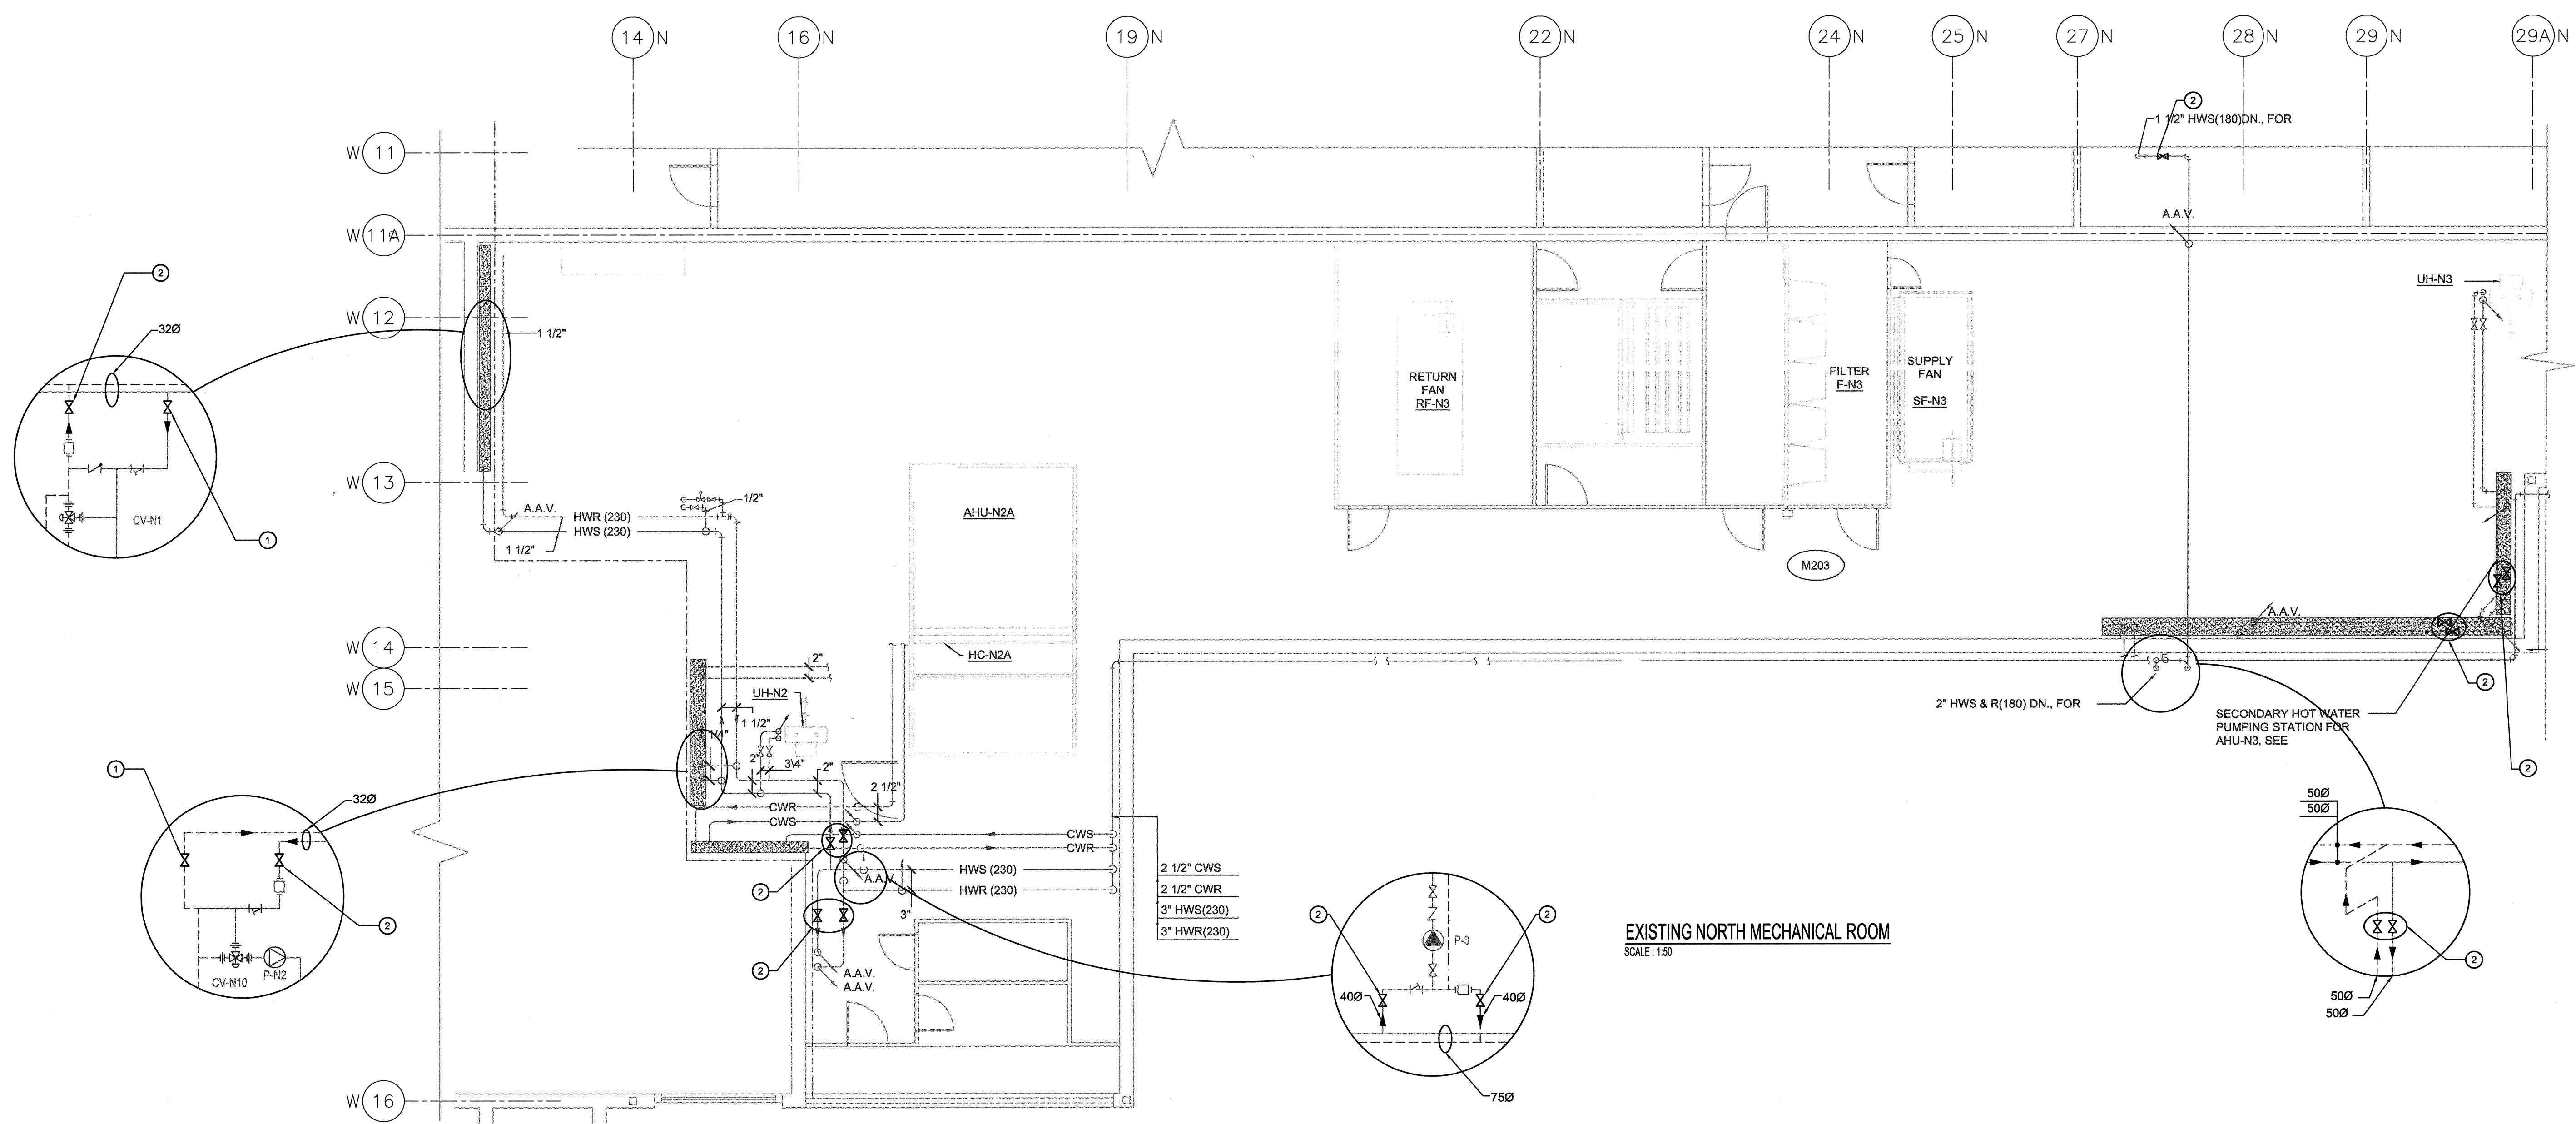 14 N
16 N
19 N
22 N
24 N
25 N
27 N
28 N
29 N
29A N
2
1 1/2" HWS(180)DN., FOR
W 11
A.A.V.
W 11A
2
UH-N3
W 12
32Ø
1 1/2"
RETURN
FAN
RF-N3
FILTER
F-N3
SUPPLY
FAN
SF-N3
W 13
CV-N1
1
A.A.V.
HWR (230)
HWS (230)
1 1/2"
1/2"
AHU-N2A
M203
A.A.V.
W 14
W 15
HC-N2A
2"
UH-N2
1 1/2"
2" HWS & R(180) DN., FOR
2
SECONDARY HOT WATER
PUMPING STATION FOR
AHU-N3, SEE
2
1/4"
2"
3\4"
2"
2 1/2"
1
32Ø
CWR
CWS
CWS
CWR
2
HWS (230)
HWR (230)
A.A.V.
3"
2 1/2" CWS
2 1/2" CWR
3" HWS(230)
3" HWR(230)
2
CV-N10
P-N2
2
A.A.V.
A.A.V.
2
2
P-3
40Ø
40Ø
75Ø
EXISTING NORTH MECHANICAL ROOM
SCALE : 1:50
50Ø
50Ø
2
50Ø
50Ø
W 16